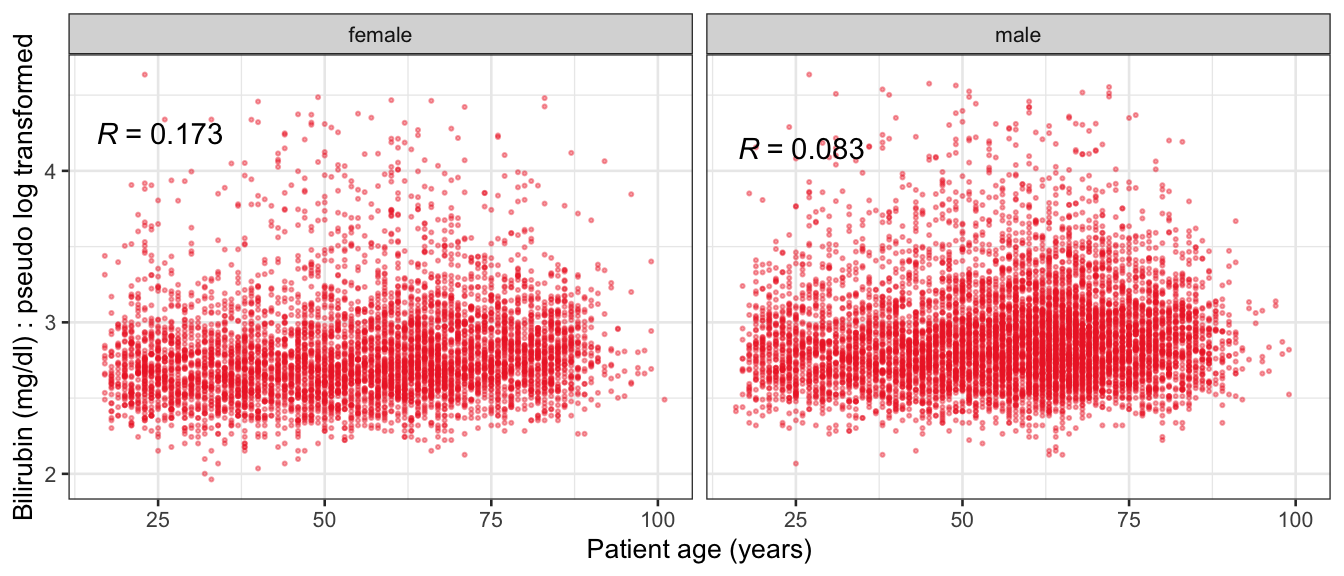 female
male
Bilirubin (mg/dl) : pseudo log transformed
R = 0.173
R = 0.083
4
3
2
25 50 75 100
25 50 75 100
Patient age (years)